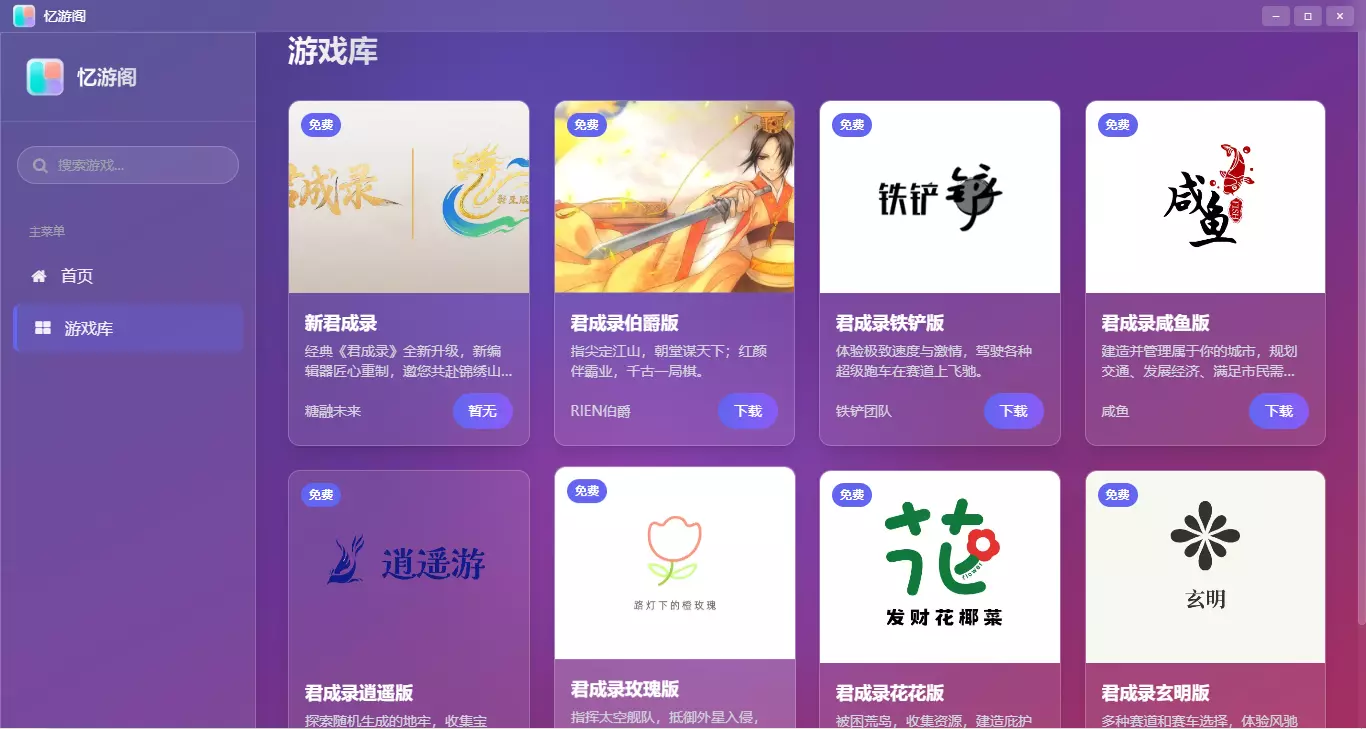 忆游阁
忆游阁
搜索游戏...
主菜单
首页
游戏库
游戏库
免费
君成录
新君成录
经典《君成录》全新升级，新编
辑器匠心重制，邀您共赴锦绣山...
糖融未来
暂无
免费
君成录伯爵版
指尖定江山，朝堂谋天下；红颜
伴霸业，千古一局棋。
RIEN伯爵
下载
免费
铁铲
铲
君成录铁铲版
体验极致速度与激情，驾驶各种
超级跑车在赛道上飞驰。
铁铲团队
下载
免费
咸鱼
FISH
君成录咸鱼版
建造并管理属于你的城市，规划
交通、发展经济、满足市民需...
咸鱼
下载
免费
逍遥游
君成录逍遥版
探索随机生成的地牢，收集宝
免费
路灯下的橙玫瑰
君成录玫瑰版
指挥太空舰队，抵御外星入侵，
免费
花
flower
发财花椰菜
君成录花花版
被困荒岛，收集资源，建造庇护
免费
玄明
君成录玄明版
多种赛道和赛车选择，体验风驰